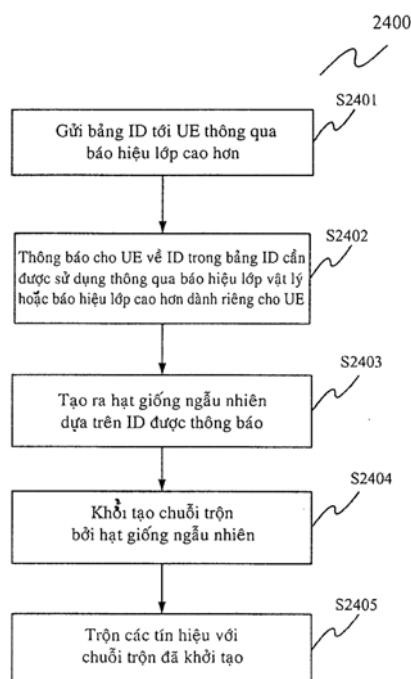 2400
S2401
Gửi bảng ID tới UE thông qua
báo hiệu lớp cao hơn
S2402
Thông báo cho UE về ID trong bảng ID cần
được sử dụng thông qua báo hiệu lớp vật lý
hoặc báo hiệu lớp cao hơn dành riêng cho UE
S2403
Tạo ra hạt giống ngẫu nhiên
dựa trên ID được thông báo
S2404
Khởi tạo chuỗi trộn
bởi hạt giống ngẫu nhiên
S2405
Trộn các tín hiệu với
chuỗi trộn đã khởi tạo